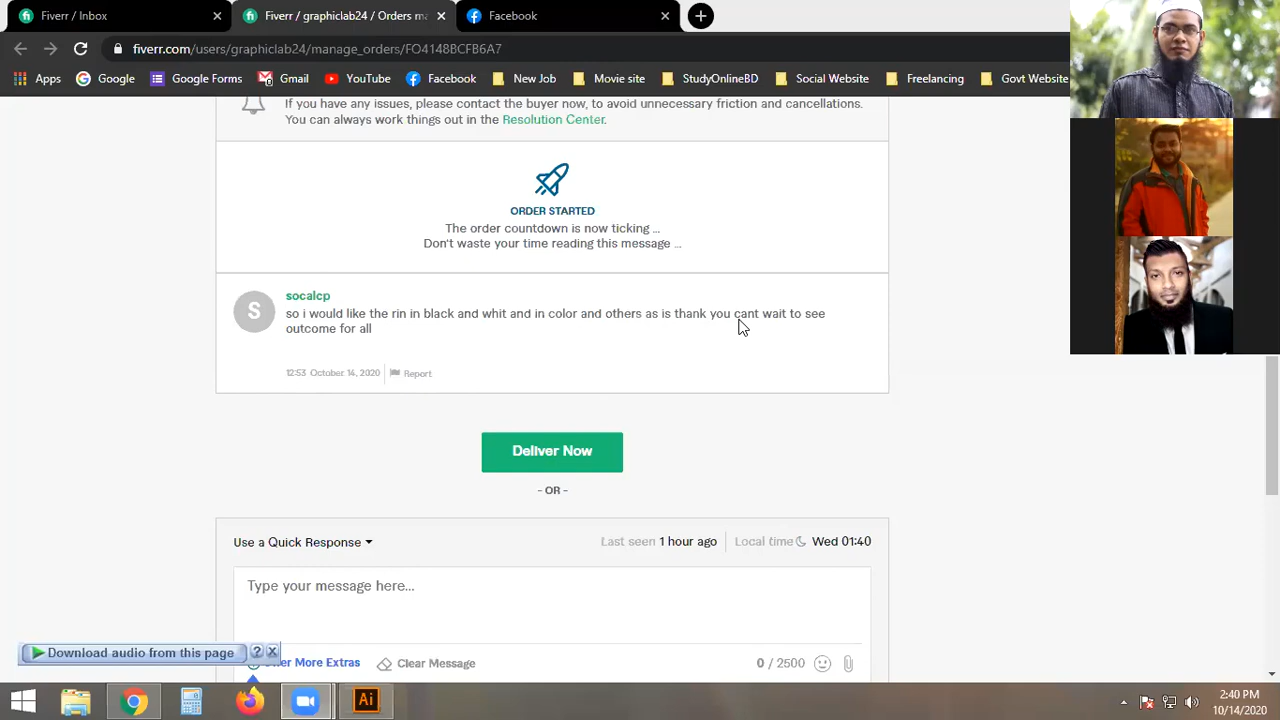 Fiverr / Inbox
Fiverr / graphiclab24 / Orders m
Facebook
fiverr.com/users/graphiclab24/manage_orders/FO4148BCFBDA7
Apps
Google
Google Forms
Gmail
YouTube
Facebook
New Job
Movie site
StudyOnlineBD
Social Website
Freelancing
Govt Website
If you have any issues, please contact the buyer now, to avoid unnecessary friction and cancellations.
You can always work things out in the Resolution Center.
ORDER STARTED
The order countdown is now ticking ...
Don't waste your time reading this message ...
S
socalcp
so i would like the rin in black and whit and in color and others as is thank you cant wait to see
outcome for all
12:53 October 14, 2020
Report
Deliver Now
- OR -
Use a Quick Response
Last seen 1 hour ago
Local time Wed 01:40
Type your message here...
Download audio from this page
?
More Extras
Clear Message
0 / 2500
Ai
2:40 PM
10/14/2020